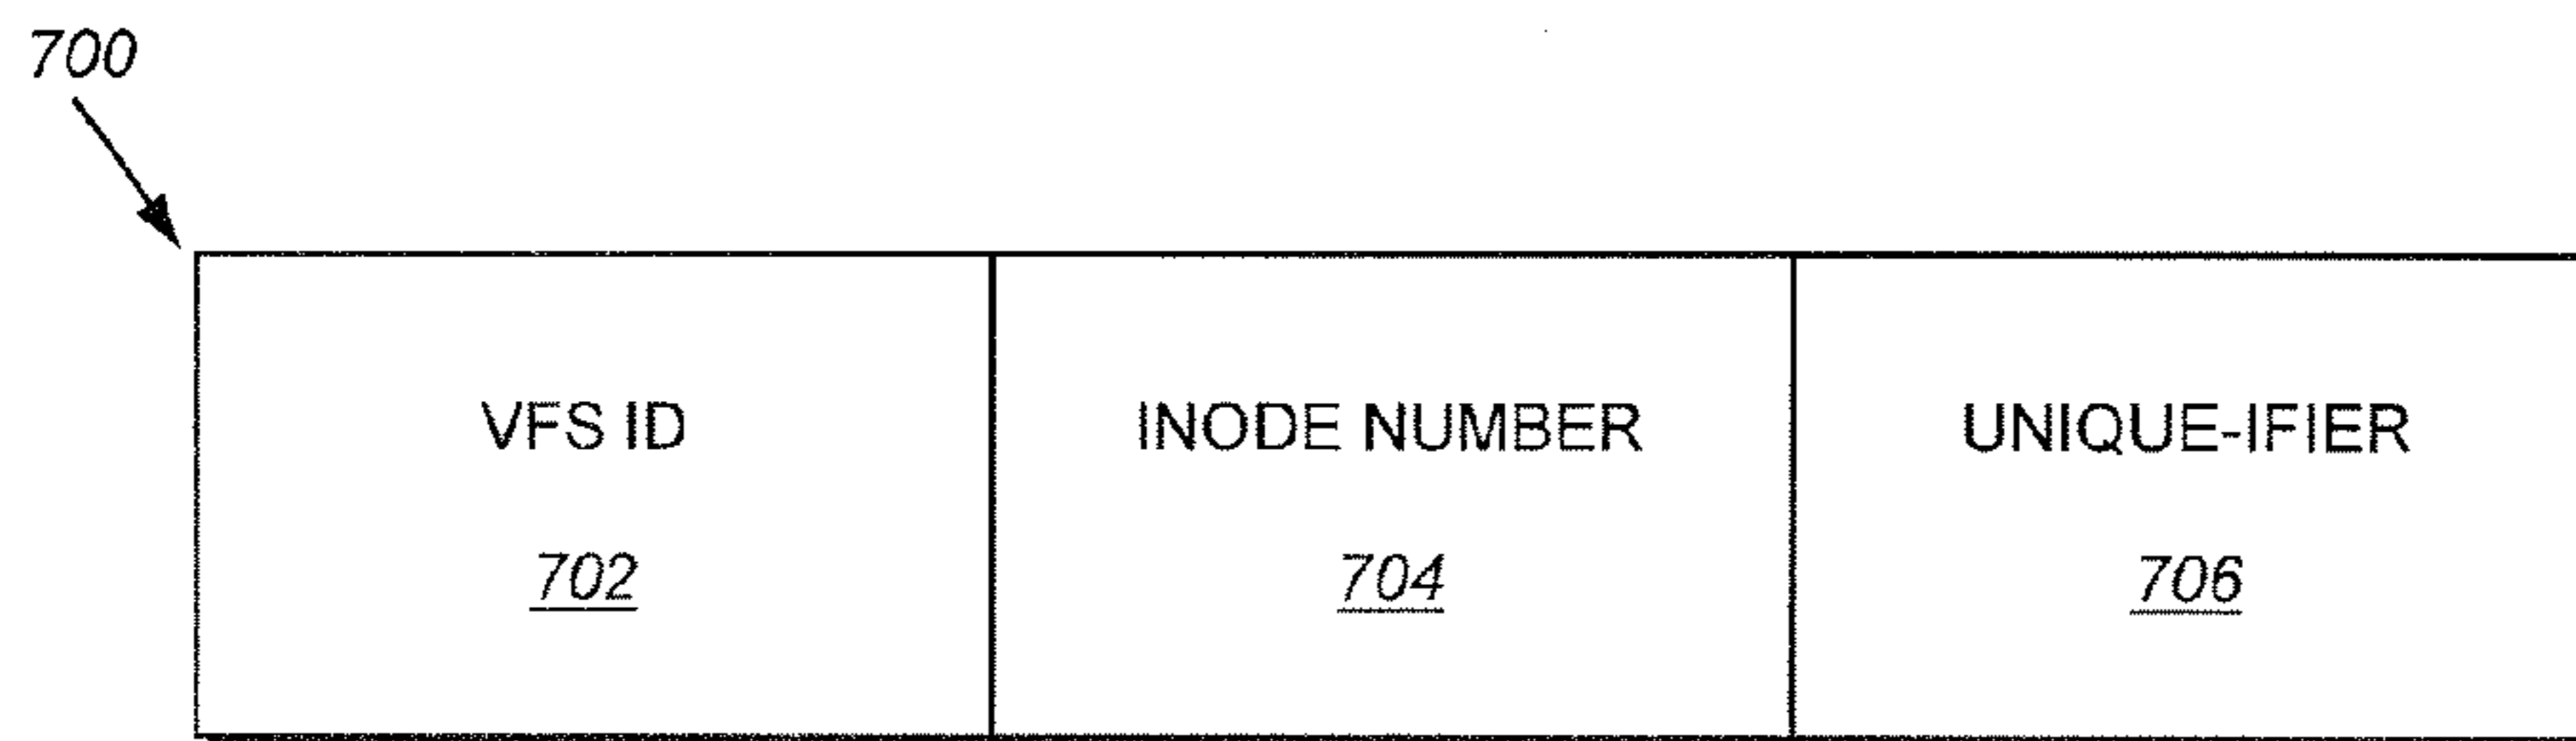 700
VFS ID
INODE NUMBER
UNIQUE-IFIER
702
704
706